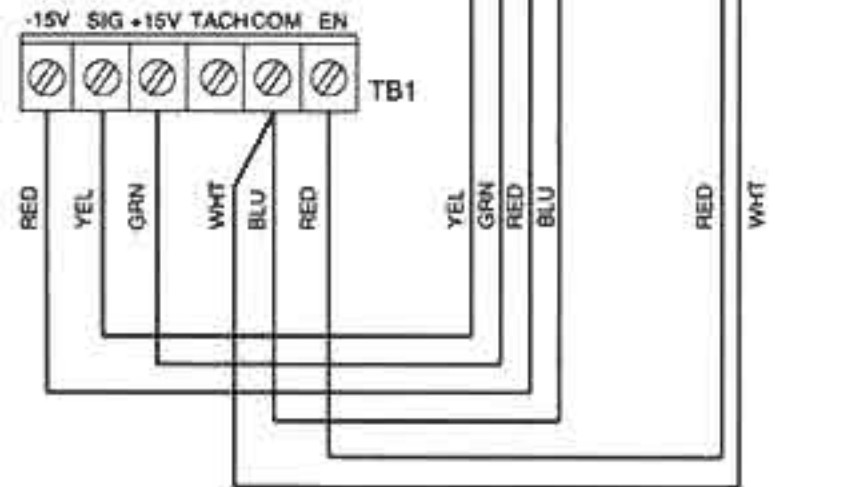 -15V SIG +15V TACH COM EN
TB1
RED YEL GRN WHT BLU RED YEL GRN RED BLU RED WHT